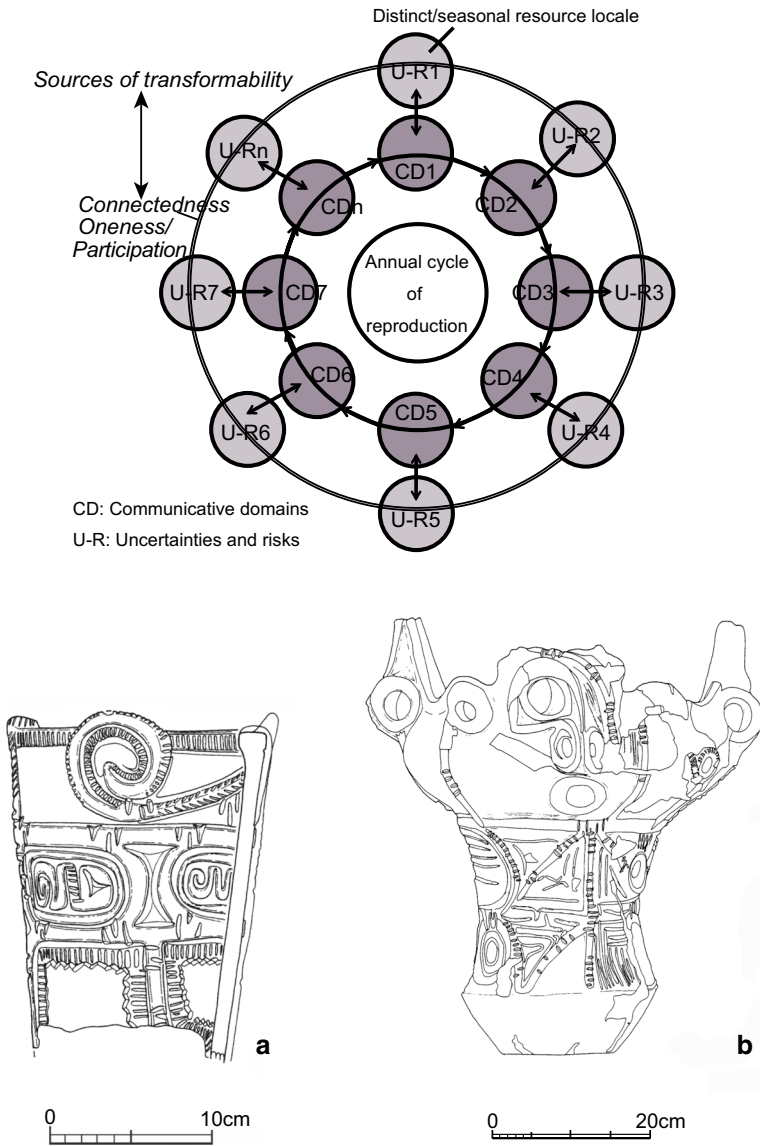 Distinct/seasonal resource locale
Sources of transformability
U-R1
U-Rn
U-R2
CD1
CDn
CD2
Connectedness
Oneness/
Participation
Annual cycle
of
reproduction
U-R7
CD7
CD3
U-R3
CD6
CD4
CD5
U-R6
U-R4
U-R5
CD: Communicative domains
U-R: Uncertainties and risks
a
b
0 10cm
0 20cm